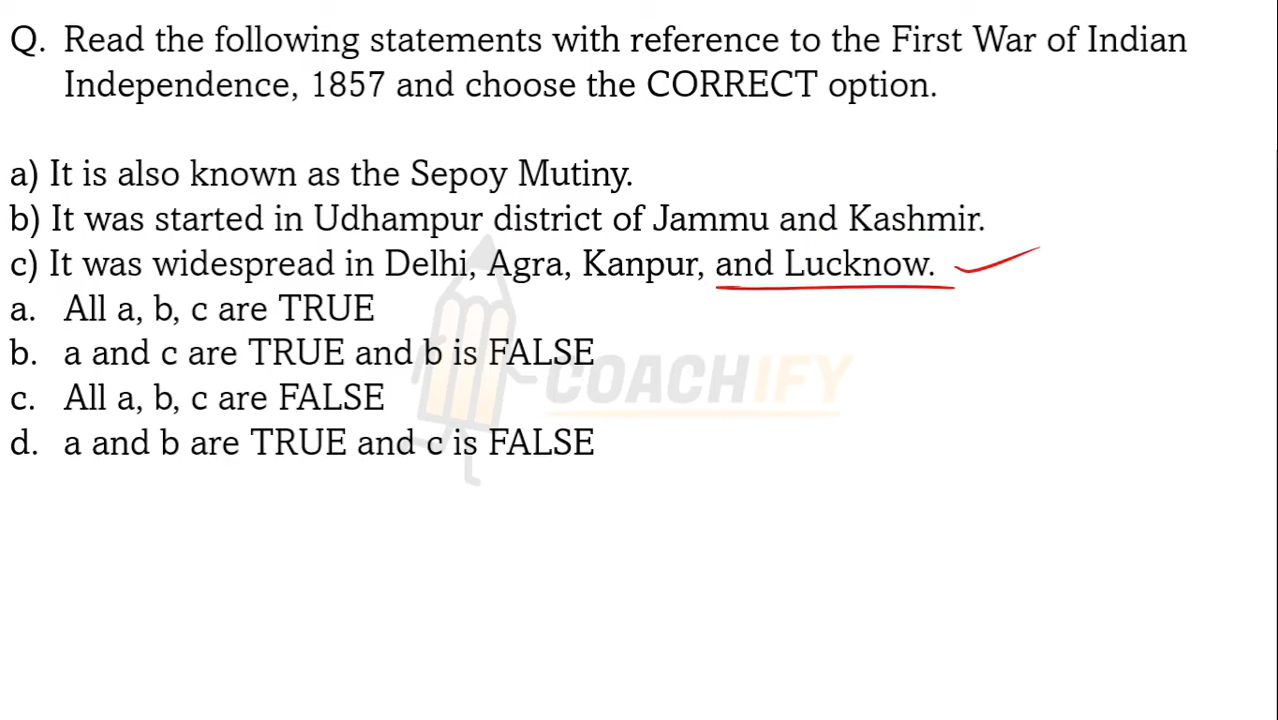 Q. Read the following statements with reference to the First War of Indian
Independence, 1857 and choose the CORRECT option.
a) It is also known as the Sepoy Mutiny.
b) It was started in Udhampur district of Jammu and Kashmir.
c) It was widespread in Delhi, Agra, Kanpur, and Lucknow.
a. All a, b, c are TRUE
b. a and c are TRUE and b is FALSE
COACHIFY
c. All a, b, c are FALSE
d. a and b are TRUE and c is FALSE